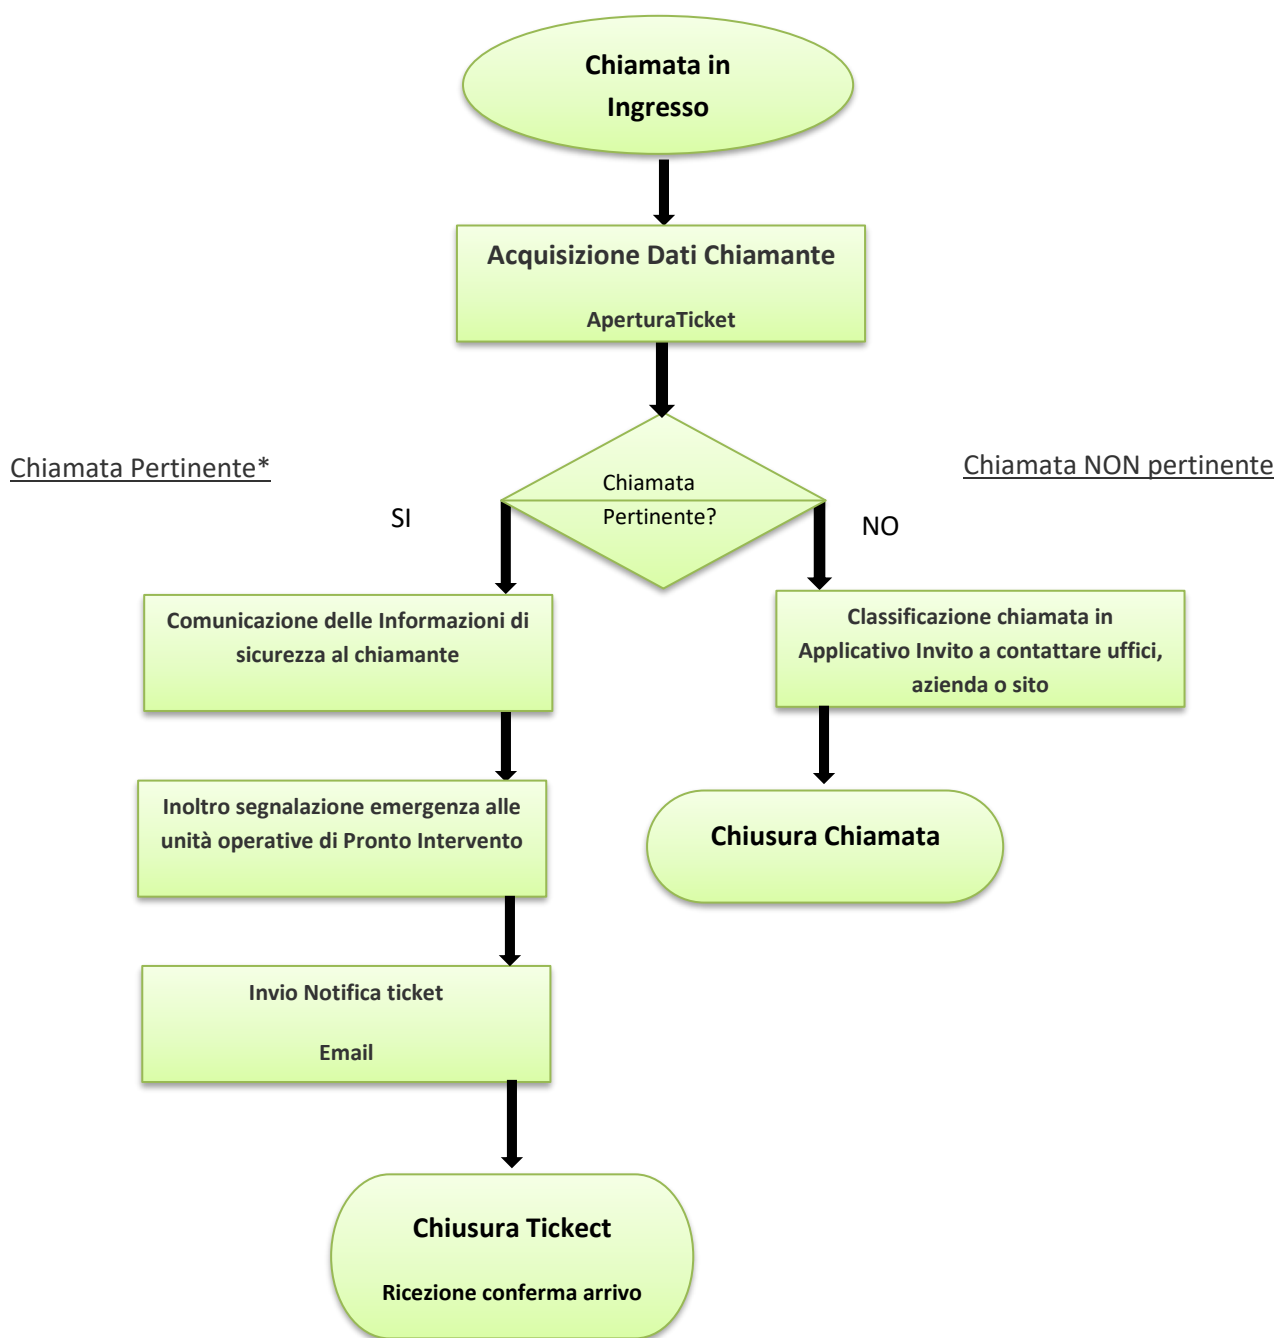 Chiamata in
Ingresso
Acquisizione Dati Chiamante
AperturaTicket
Chiamata Pertinente*
Chiamata NON pertinente
Chiamata
Pertinente?
SI
NO
Comunicazione delle Informazioni di
sicurezza al chiamante
Classificazione chiamata in
Applicativo Invito a contattare uffici,
azienda o sito
Inoltro segnalazione emergenza alle
unità operative di Pronto Intervento
Chiusura Chiamata
Invio Notifica ticket
Email
Chiusura Tickect
Ricezione conferma arrivo